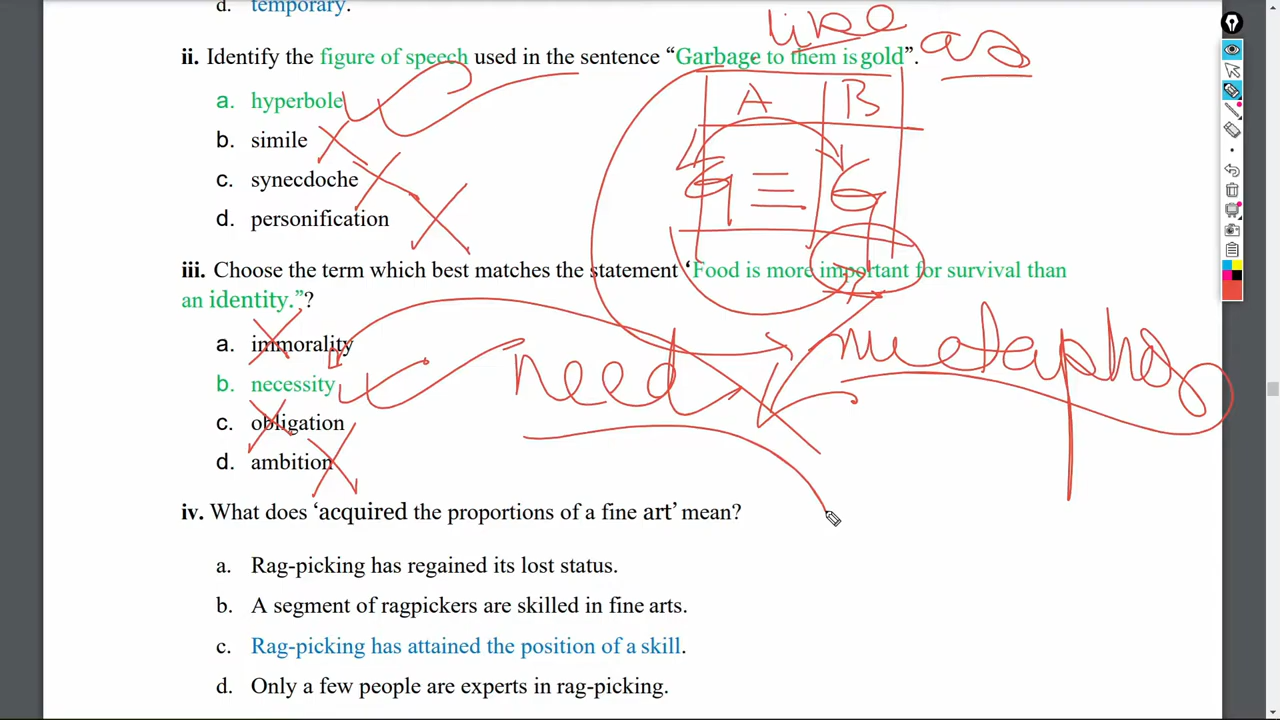 d. temporary.
like
ii. Identify the figure of speech used in the sentence “Garbage to them is gold”. as
a. hyperbole
A B
b. simile
c. synecdoche
G = G
d. personification
iii. Choose the term which best matches the statement ‘Food is more important for survival than
an identity.”?
a. immorality
need metaphor
b. necessity
c. obligation
d. ambition
iv. What does ‘acquired the proportions of a fine art’ mean?
a. Rag-picking has regained its lost status.
b. A segment of ragpickers are skilled in fine arts.
c. Rag-picking has attained the position of a skill.
d. Only a few people are experts in rag-picking.